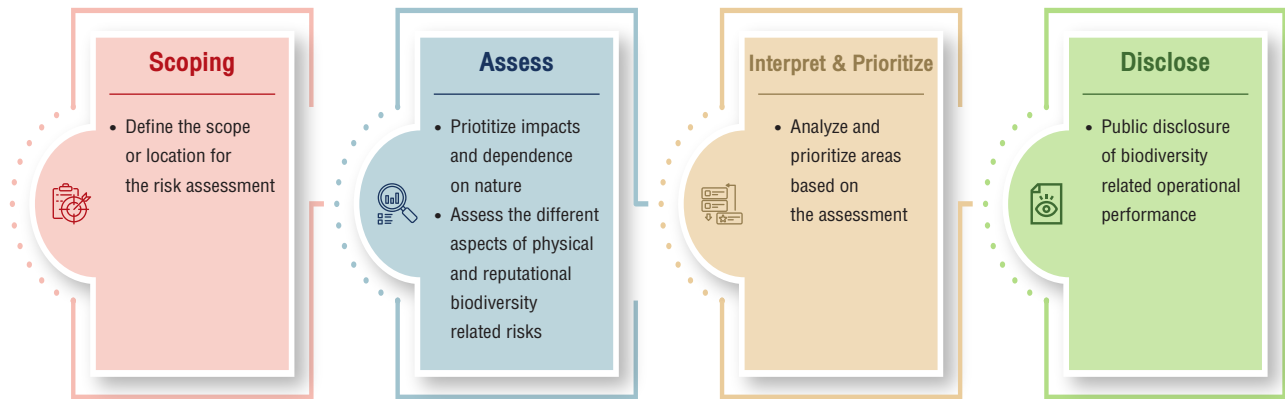 Scoping
• Define the scope
or location for
the risk assessment
Assess
• Priotitize impacts
and dependence
on nature
• Assess the different
aspects of physical
and reputational
biodiversity
related risks
Interpret & Prioritize
• Analyze and
prioritize areas
based on
the assessment
Disclose
• Public disclosure
of biodiversity
related operational
performance